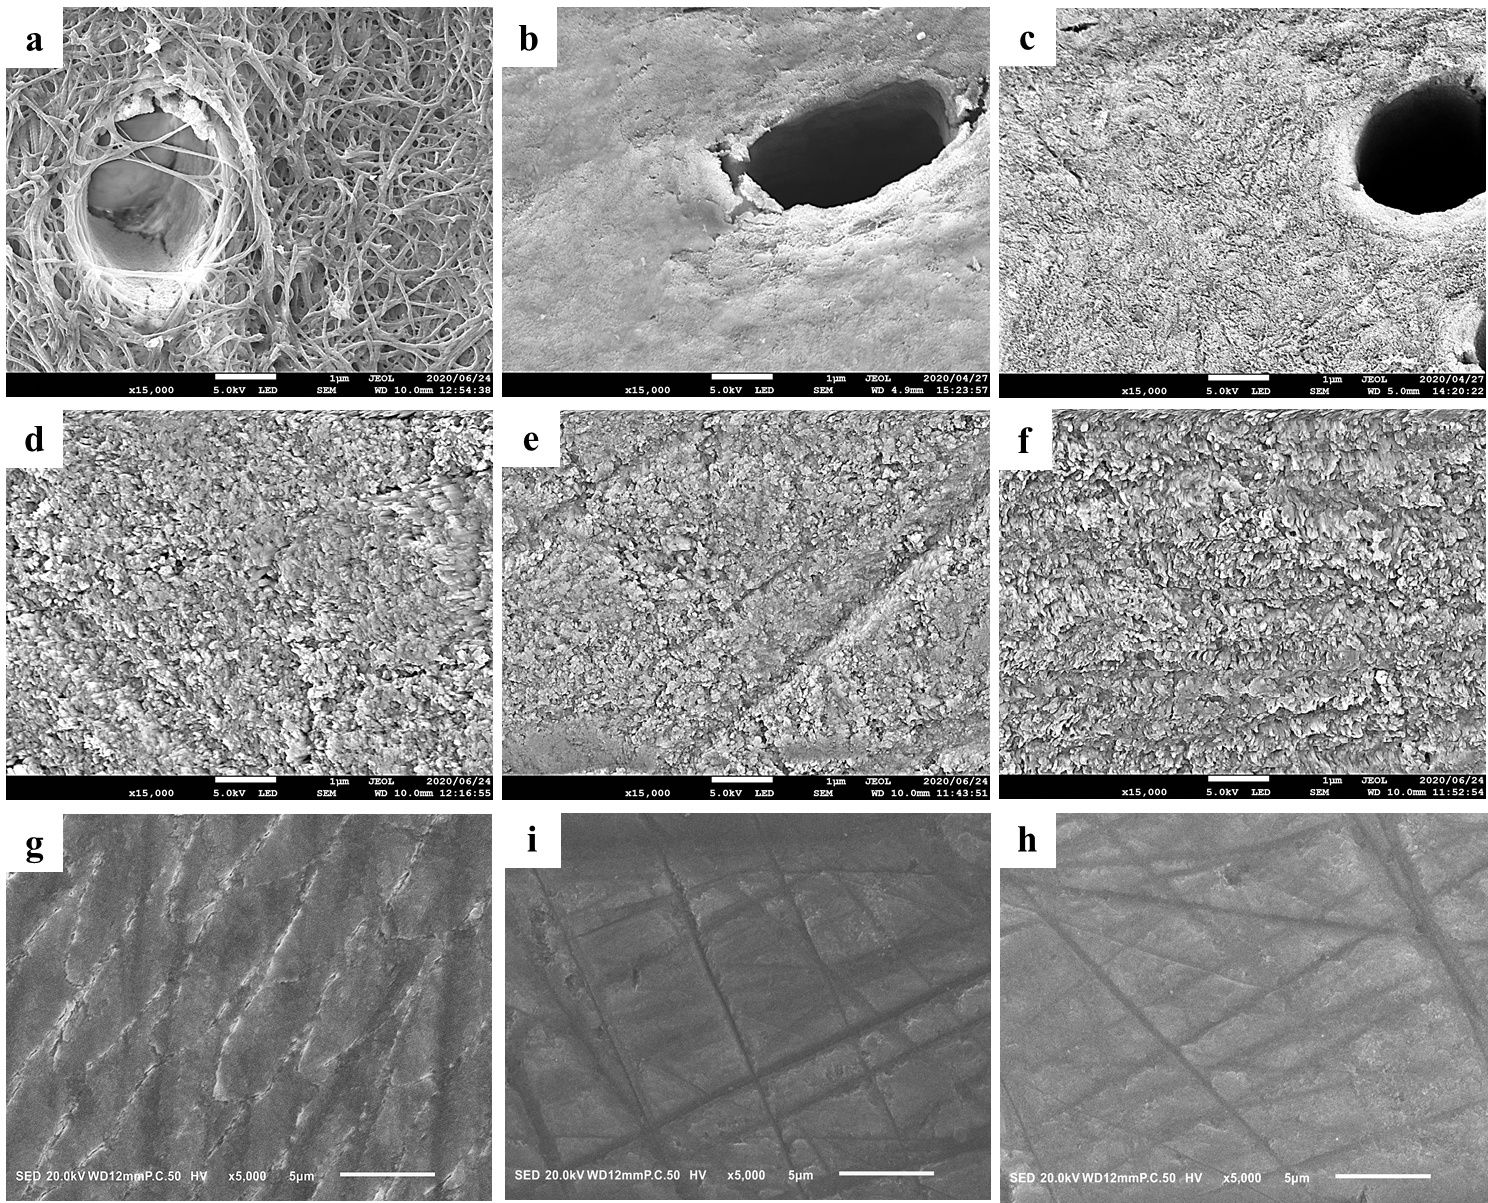 a
1µm JEOL 2020/06/24
x15,000 5.0kV LED SEM WD 10.0mm 12:54:38
b
1µm JEOL 2020/04/27
x15,000 5.0kV LED SEM WD 4.9mm 15:23:57
c
1µm JEOL 2020/04/27
x15,000 5.0kV LED SEM WD 5.0mm 14:20:22
d
1µm JEOL 2020/06/24
x15,000 5.0kV LED SEM WD 10.0mm 12:16:55
e
1µm JEOL 2020/06/24
x15,000 5.0kV LED SEM WD 10.0mm 11:43:51
f
1µm JEOL 2020/06/24
x15,000 5.0kV LED SEM WD 10.0mm 11:52:54
g
SED 20.0kV WD12mmP.C.50 HV x5,000 5µm
i
SED 20.0kV WD12mmP.C.50 HV x5,000 5µm
h
SED 20.0kV WD12mmP.C.50 HV x5,000 5µm